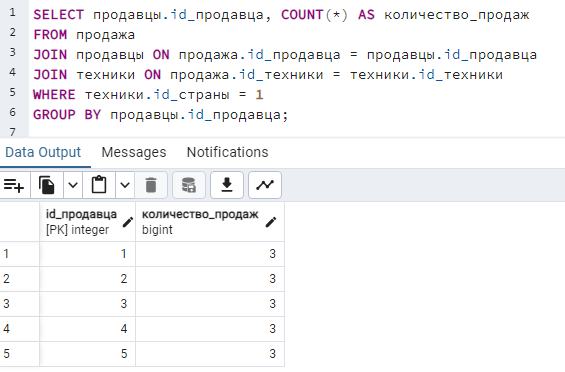 1 SELECT продавцы.id_продавца, COUNT(*) AS количество_продаж
2 FROM продажа
3 JOIN продавцы ON продажа.id_продавца = продавцы.id_продавца
4 JOIN техники ON продажа.id_техники = техники.id_техники
5 WHERE техники.id_страны = 1
6 GROUP BY продавцы.id_продавца;
7
Data Output Messages Notifications
id_продавца количество_продаж
[PK] integer bigint
1 1 3
2 2 3
3 3 3
4 4 3
5 5 3